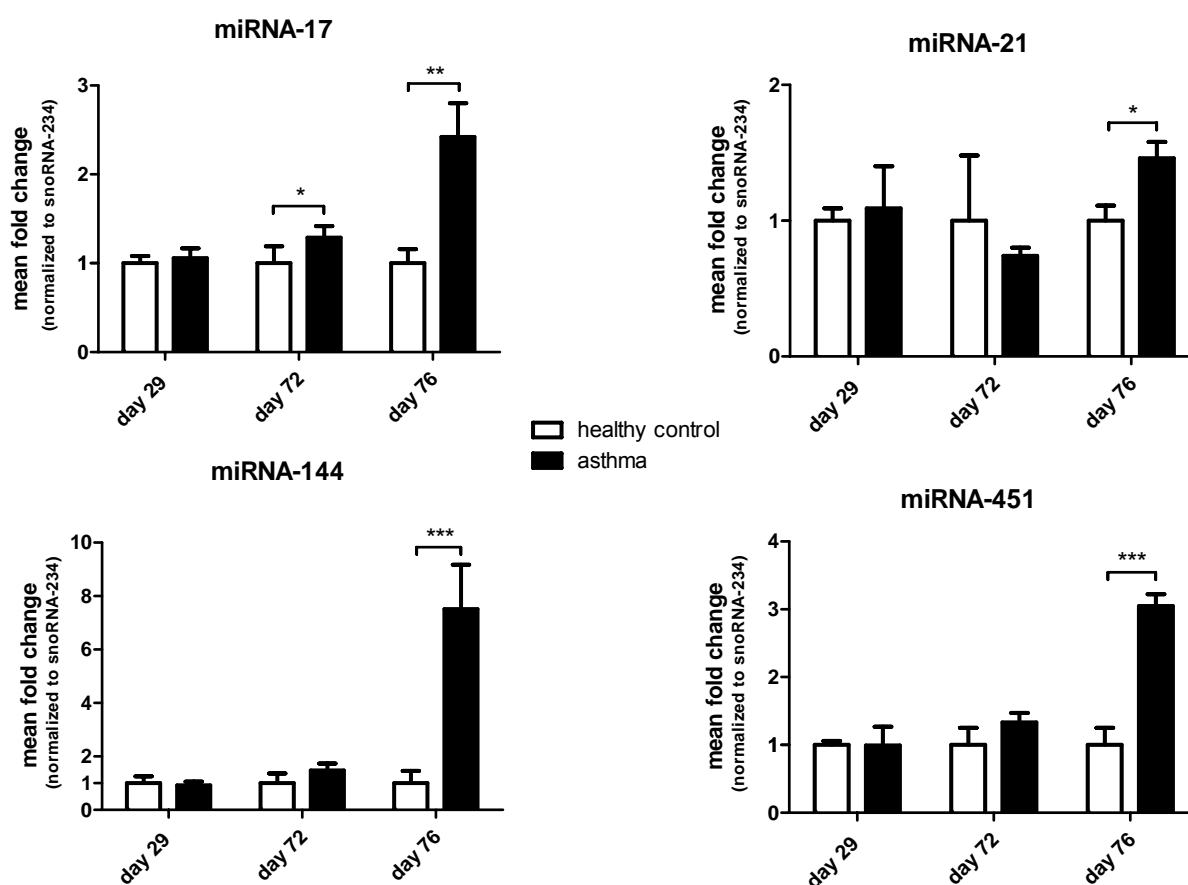 miRNA-17
mean fold change
(normalized to snoRNA-234)
3
2
1
0
*
**
day 29
day 72
day 76
miRNA-21
mean fold change
(normalized to snoRNA-234)
2
1
0
*
day 29
day 72
day 76
healthy control
asthma
miRNA-144
mean fold change
(normalized to snoRNA-234)
10
8
6
4
2
1
0
***
day 29
day 72
day 76
miRNA-451
mean fold change
(normalized to snoRNA-234)
4
3
2
1
0
***
day 29
day 72
day 76